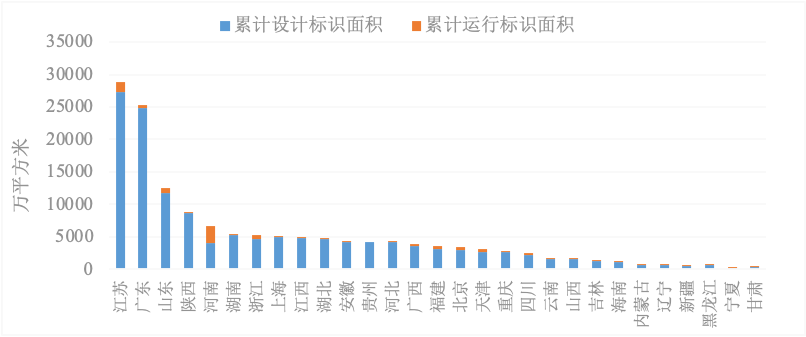 累计设计标识面积 累计运行标识面积
35000
30000
25000
20000
15000
10000
5000
0
万平方米
江苏 广东 山东 陕西 河南 湖南 浙江 上海 江西 湖北 安徽 贵州 河北 广西 福建 北京 天津 重庆 四川 云南 山西 吉林 海南 内蒙古 辽宁 新疆 黑龙江 宁夏 甘肃